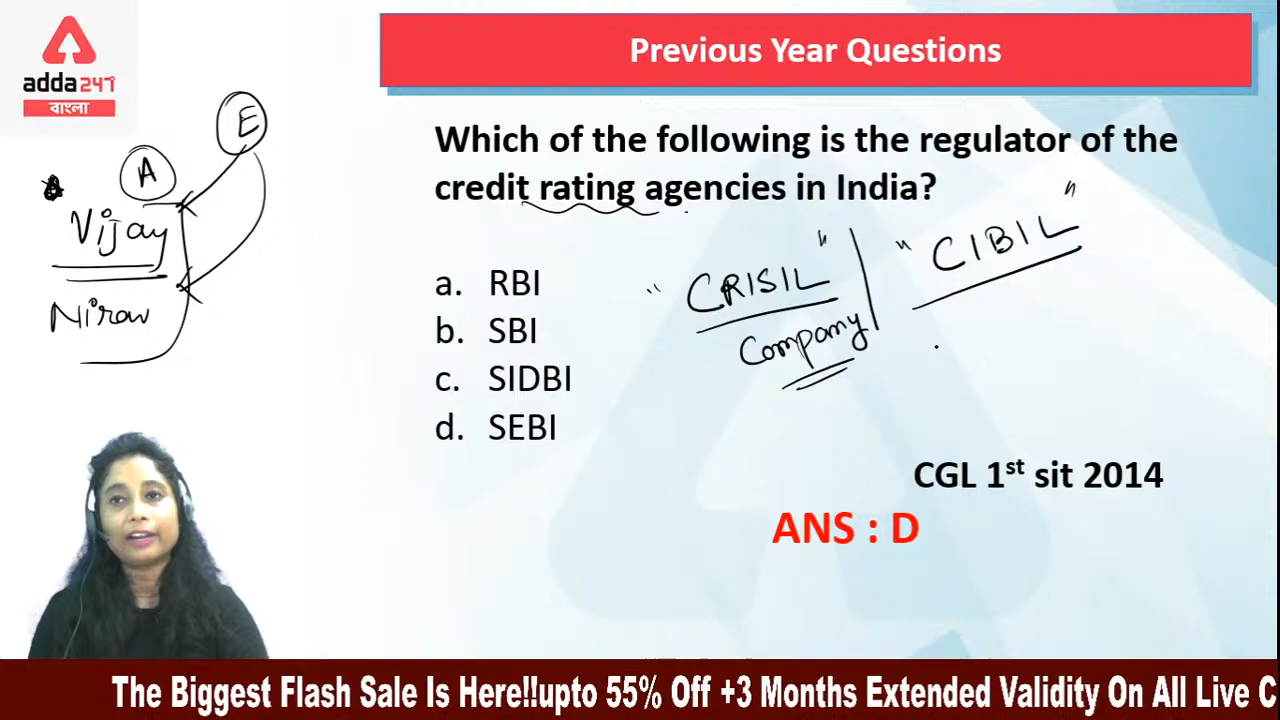 adda247
বাংলা
Previous Year Questions
Which of the following is the regulator of the
credit rating agencies in India?
a. RBI
b. SBI
c. SIDBI
d. SEBI
"CRISIL"
Company
"CIBIL"
E
A
Vijay
Nirav
CGL 1st sit 2014
ANS : D
The Biggest Flash Sale Is Here!!upto 55% Off +3 Months Extended Validity On All Live C